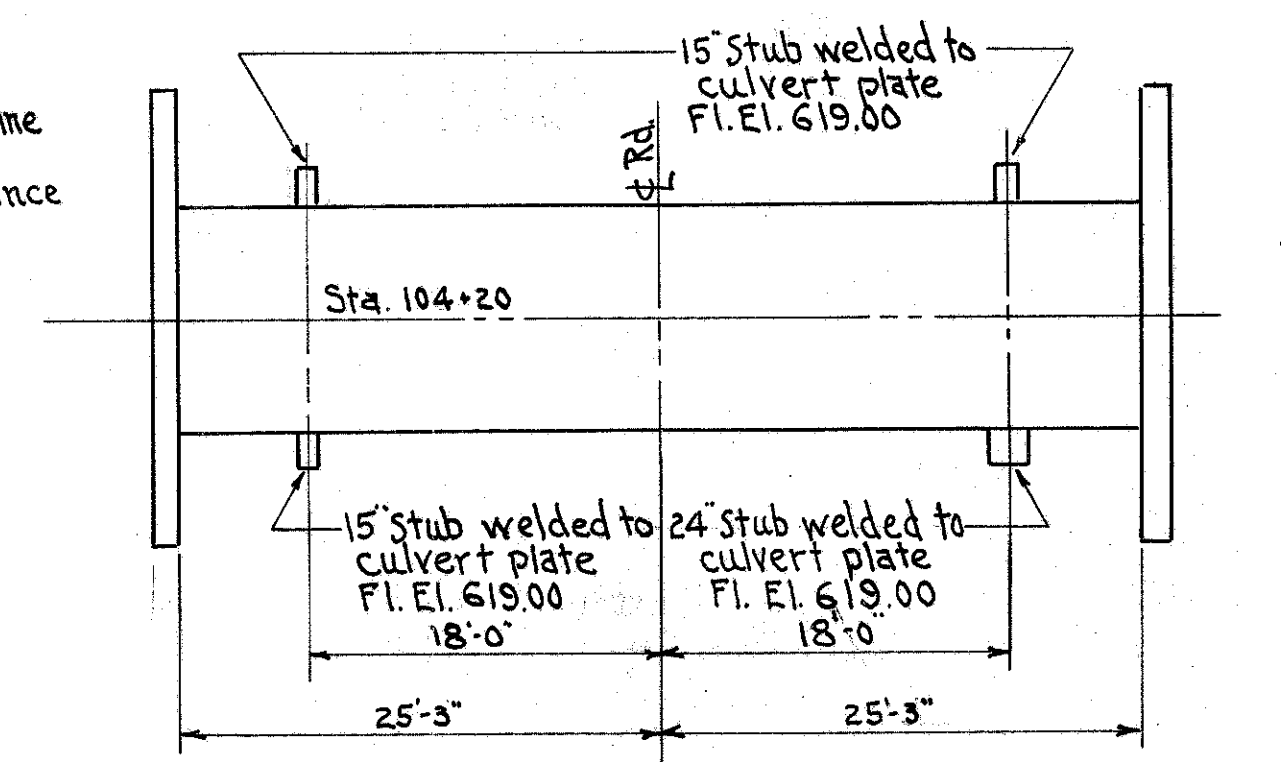 15" Stub welded to
culvert plate
Fl. El. 619.00
℄ Rd.
Sta. 104+20
15" Stub welded to
culvert plate
Fl. El. 619.00
18'-0"
24" Stub welded to
culvert plate
Fl. El. 619.00
18'-0"
25'-3"
25'-3"